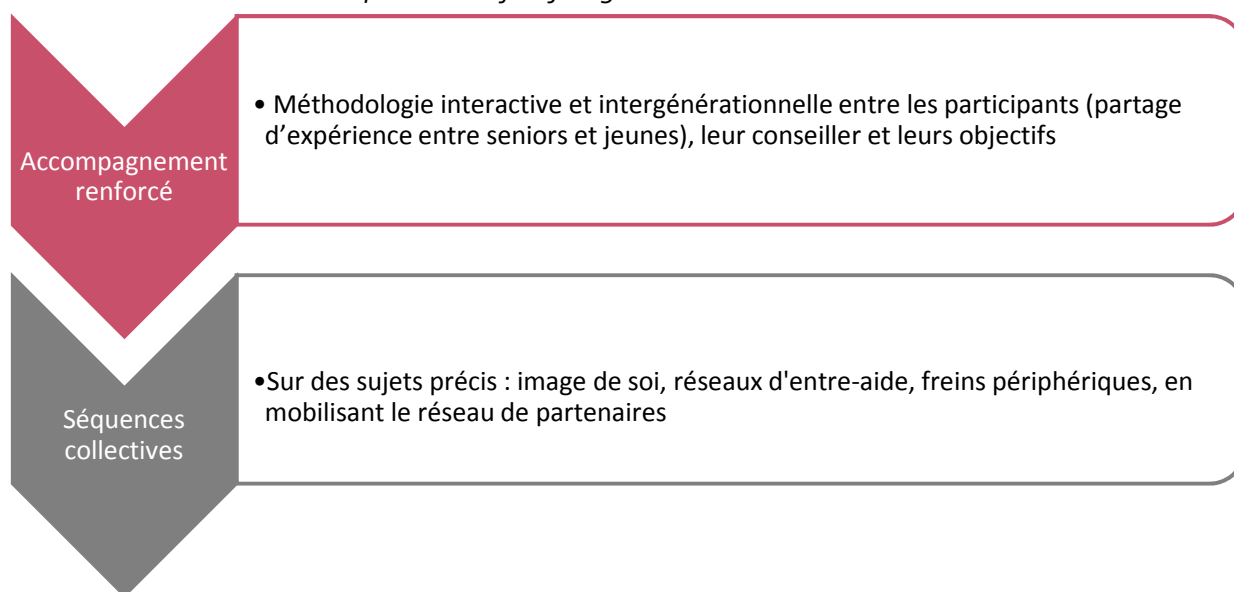 Accompagnement
renforcé
• Méthodologie interactive et intergénérationnelle entre les participants (partage
d’expérience entre seniors et jeunes), leur conseiller et leurs objectifs
Séquences
collectives
•Sur des sujets précis : image de soi, réseaux d'entre-aide, freins périphériques, en
mobilisant le réseau de partenaires